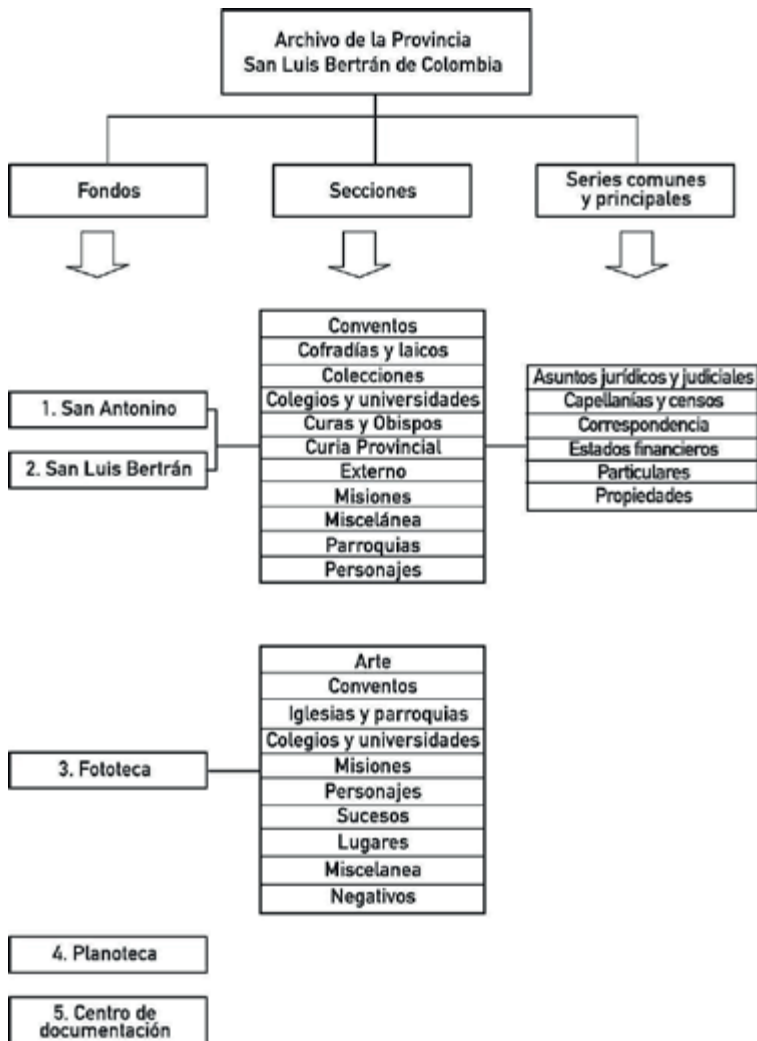 Archivo de la Provincia
San Luis Bertrán de Colombia
Fondos
Secciones
Series comunes
y principales
1. San Antonino
2. San Luis Bertrán
Conventos
Cofradías y laicos
Colecciones
Colegios y universidades
Curas y Obispos
Curia Provincial
Externo
Misiones
Miscelánea
Parroquias
Personajes
Asuntos jurídicos y judiciales
Capellanías y censos
Correspondencia
Estados financieros
Particulares
Propiedades
3. Fototeca
Arte
Conventos
Iglesias y parroquias
Colegios y universidades
Misiones
Personajes
Sucesos
Lugares
Miscelanea
Negativos
4. Planoteca
5. Centro de
documentación